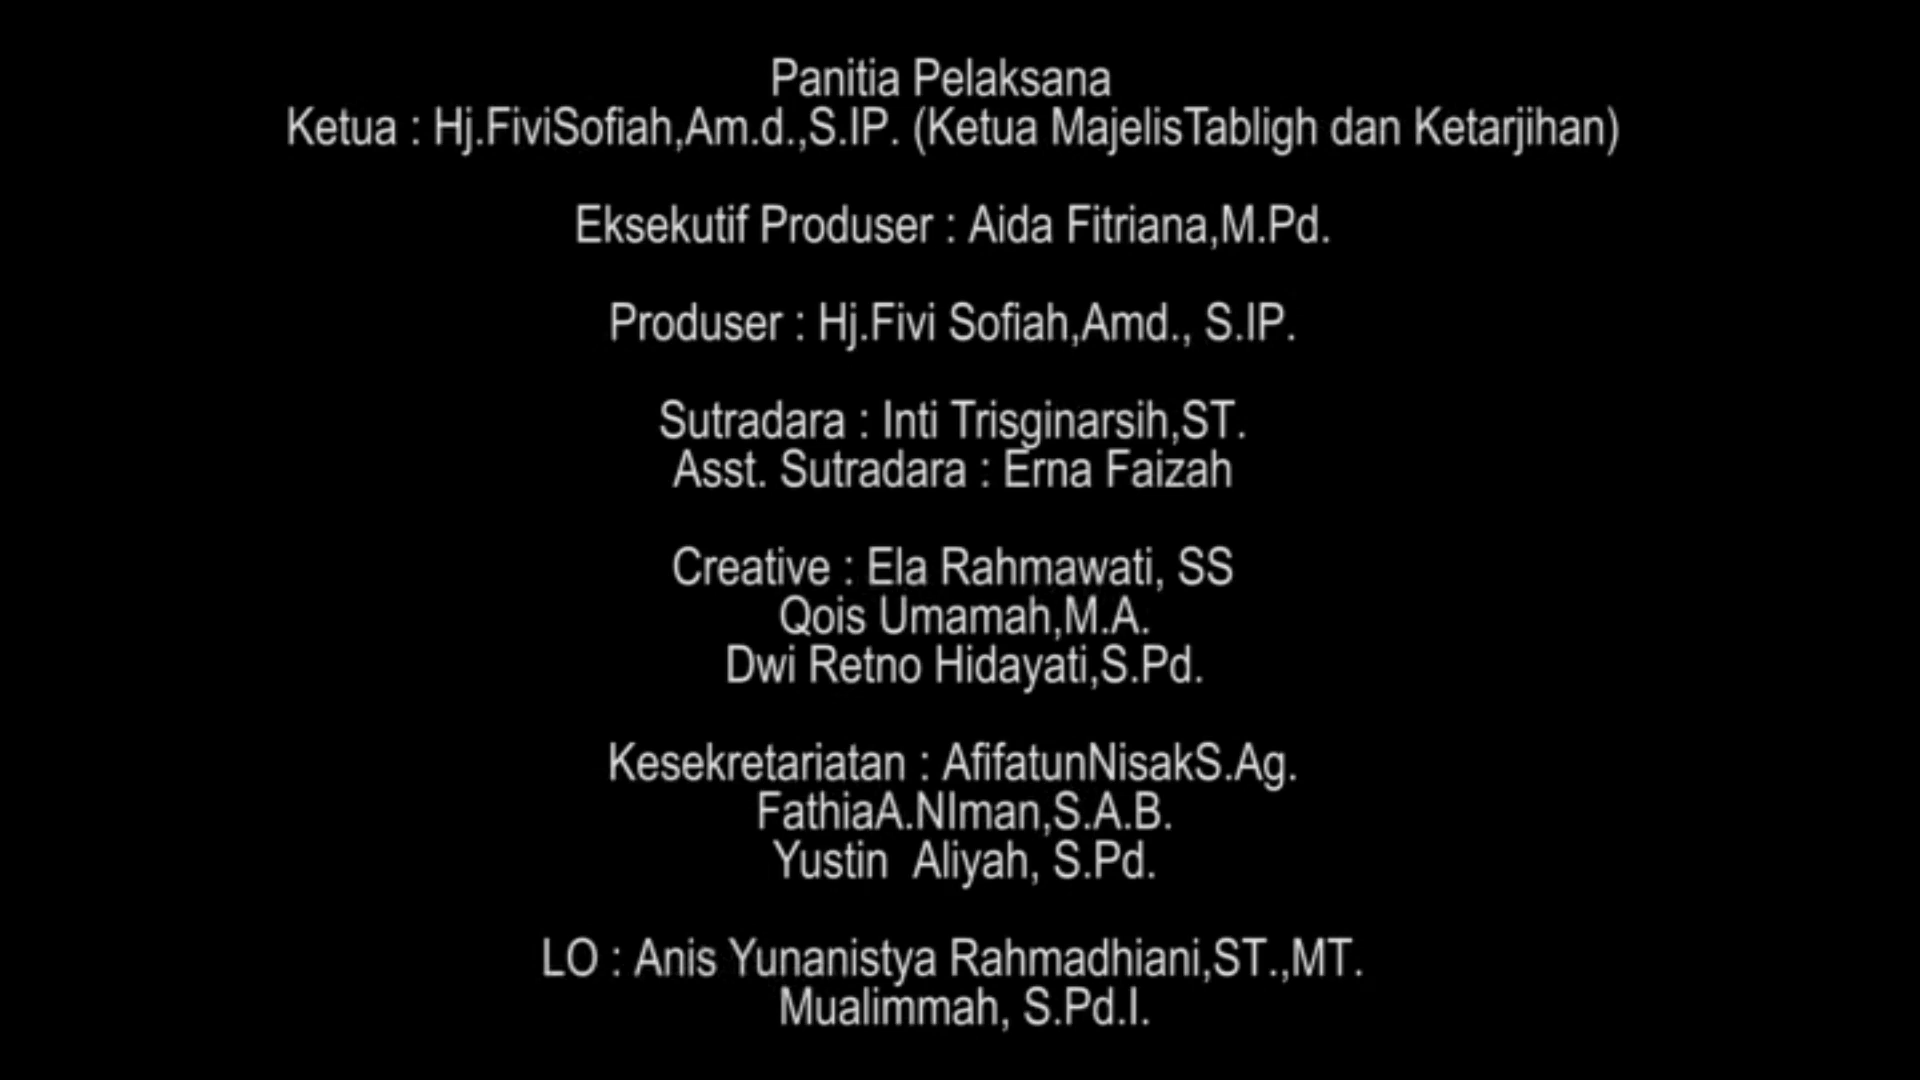 Panitia Pelaksana
Ketua : Hj.FiviSofiah,Am.d.,S.IP. (Ketua MajelisTabligh dan Ketarjihan)
Eksekutif Produser : Aida Fitriana,M.Pd.
Produser : Hj.Fivi Sofiah,Amd., S.IP.
Sutradara : Inti Trisginarsih,ST.
Asst. Sutradara : Erna Faizah
Creative : Ela Rahmawati, SS
Qois Umamah,M.A.
Dwi Retno Hidayati,S.Pd.
Kesekretariatan : AfifatunNisakS.Ag.
FathiaA.NIman,S.A.B.
Yustin  Aliyah, S.Pd.
LO : Anis Yunanistya Rahmadhiani,ST.,MT.
Mualimmah, S.Pd.I.